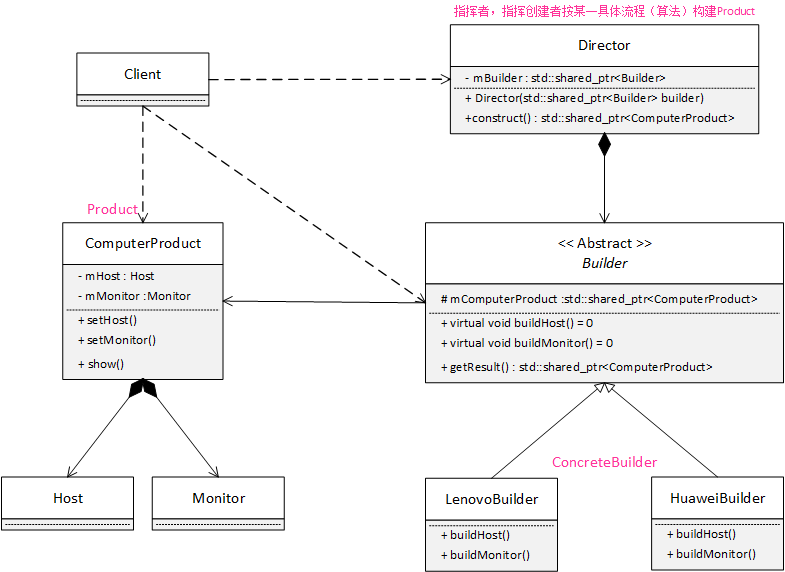 指挥者，指挥创建者按某一具体流程（算法）构建Product
Director
- mBuilder : std::shared_ptr<Builder>
+ Director(std::shared_ptr<Builder> builder)
+construct() : std::shared_ptr<ComputerProduct>
Client
Product
ComputerProduct
- mHost : Host
- mMonitor :Monitor
+ setHost()
+ setMonitor()
+ show()
<< Abstract >>
Builder
# mComputerProduct :std::shared_ptr<ComputerProduct>
+ virtual void buildHost() = 0
+ virtual void buildMonitor() = 0
+ getResult() : std::shared_ptr<ComputerProduct>
Host
Monitor
ConcreteBuilder
LenovoBuilder
+ buildHost()
+ buildMonitor()
HuaweiBuilder
+ buildHost()
+ buildMonitor()